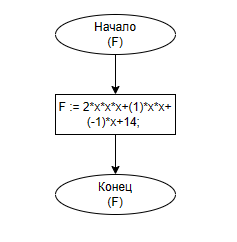 Начало
(F)
F := 2*x*x*x+(1)*x*x+
(-1)*x+14;
Конец
(F)